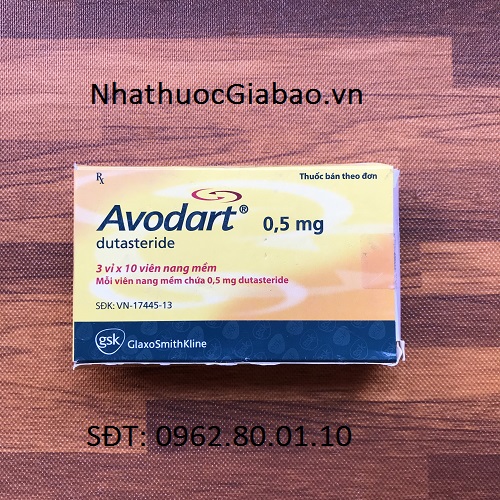 NhathuocGiabao.vn
Rx Thuốc bán theo đơn
Avodart® 0,5 mg
dutasteride
3 vỉ x 10 viên nang mềm
Mỗi viên nang mềm chứa 0,5 mg dutasteride
SĐK: VN-17445-13
gsk GlaxoSmithKline
SĐT: 0962.80.01.10